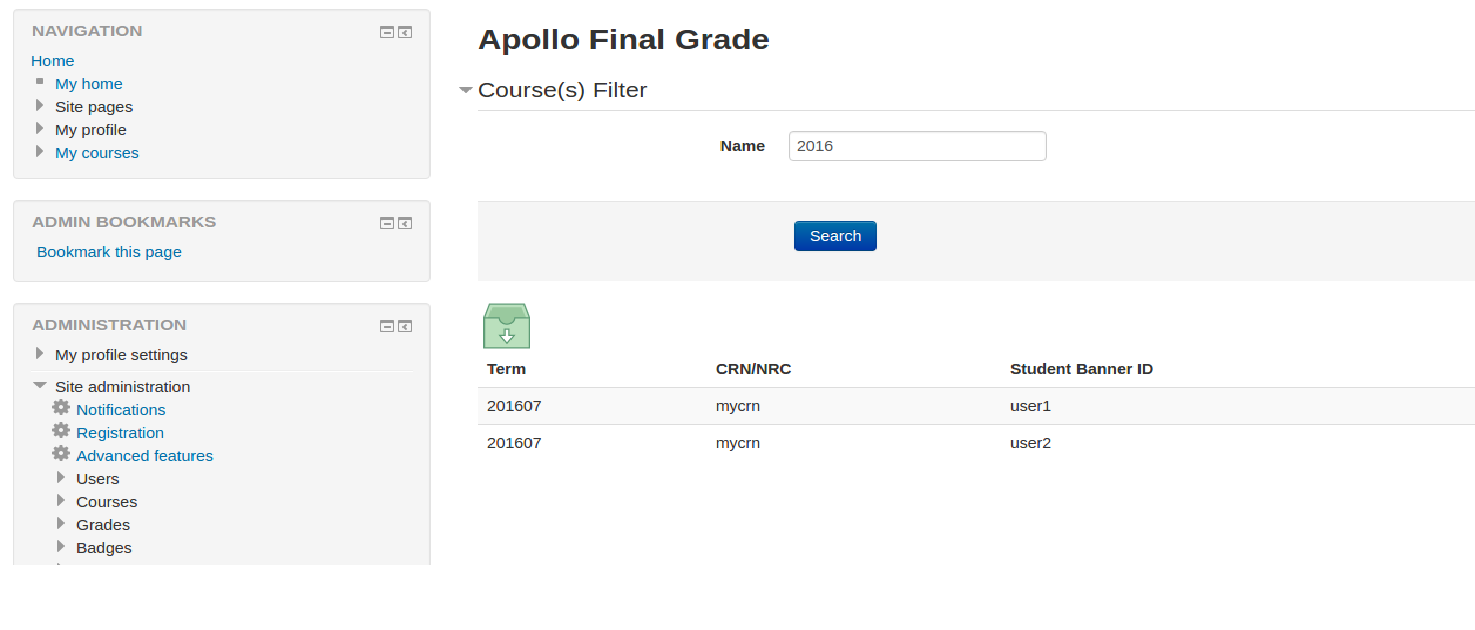 NAVIGATION
Home
My home
Site pages
My profile
My courses
ADMIN BOOKMARKS
Bookmark this page
ADMINISTRATION
My profile settings
Site administration
Notifications
Registration
Advanced features
Users
Courses
Grades
Badges
Apollo Final Grade
Course(s) Filter
Name 2016
Search
Term CRN/NRC Student Banner ID
201607 mycrn user1
201607 mycrn user2